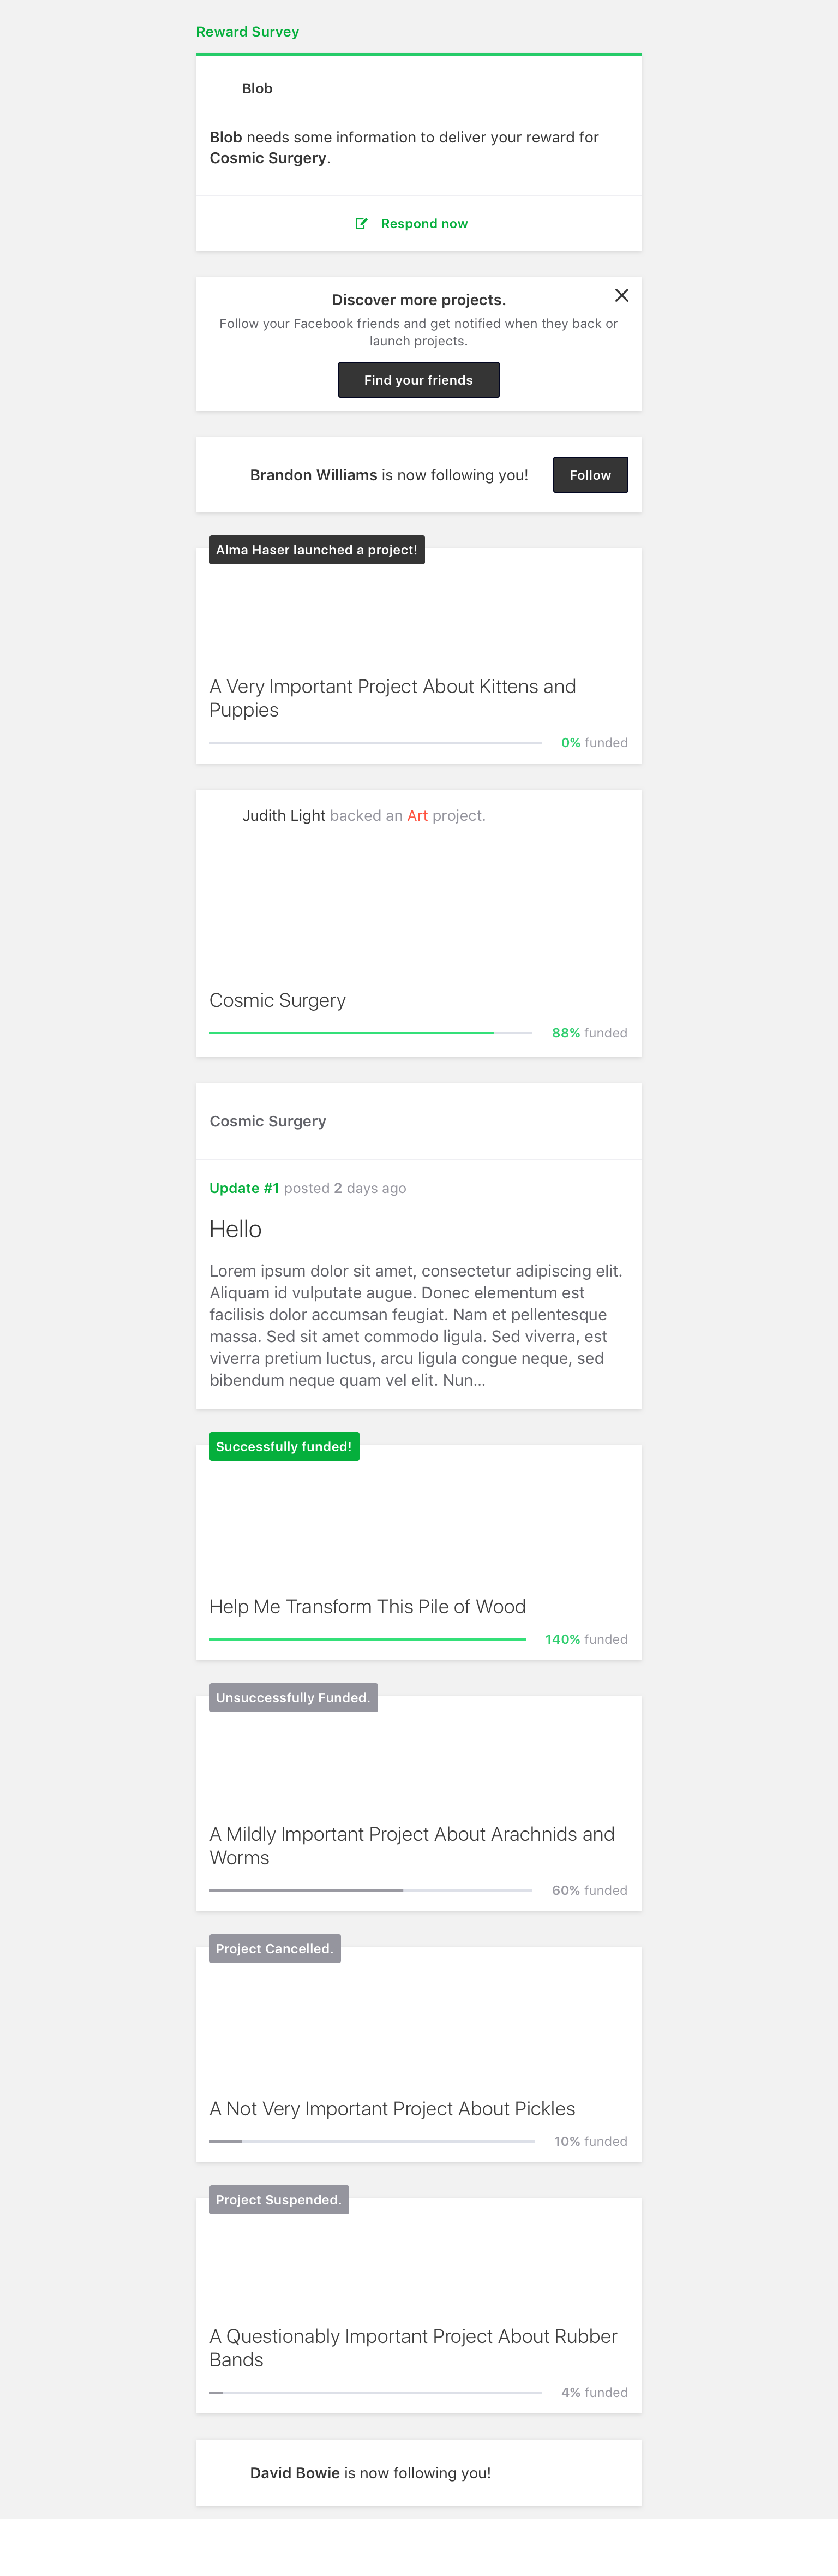 Reward Survey
Blob
Blob needs some information to deliver your reward for
Cosmic Surgery.
Respond now
Discover more projects.
Follow your Facebook friends and get notified when they back or
launch projects.
Find your friends
Brandon Williams is now following you!
Follow
Alma Haser launched a project!
A Very Important Project About Kittens and
Puppies
0% funded
Judith Light backed an Art project.
Cosmic Surgery
88% funded
Cosmic Surgery
Update #1 posted 2 days ago
Hello
Lorem ipsum dolor sit amet, consectetur adipiscing elit.
Aliquam id vulputate augue. Donec elementum est
facilisis dolor accumsan feugiat. Nam et pellentesque
massa. Sed sit amet commodo ligula. Sed viverra, est
viverra pretium luctus, arcu ligula congue neque, sed
bibendum neque quam vel elit. Nun...
Successfully funded!
Help Me Transform This Pile of Wood
140% funded
Unsuccessfully Funded.
A Mildly Important Project About Arachnids and
Worms
60% funded
Project Cancelled.
A Not Very Important Project About Pickles
10% funded
Project Suspended.
A Questionably Important Project About Rubber
Bands
4% funded
David Bowie is now following you!